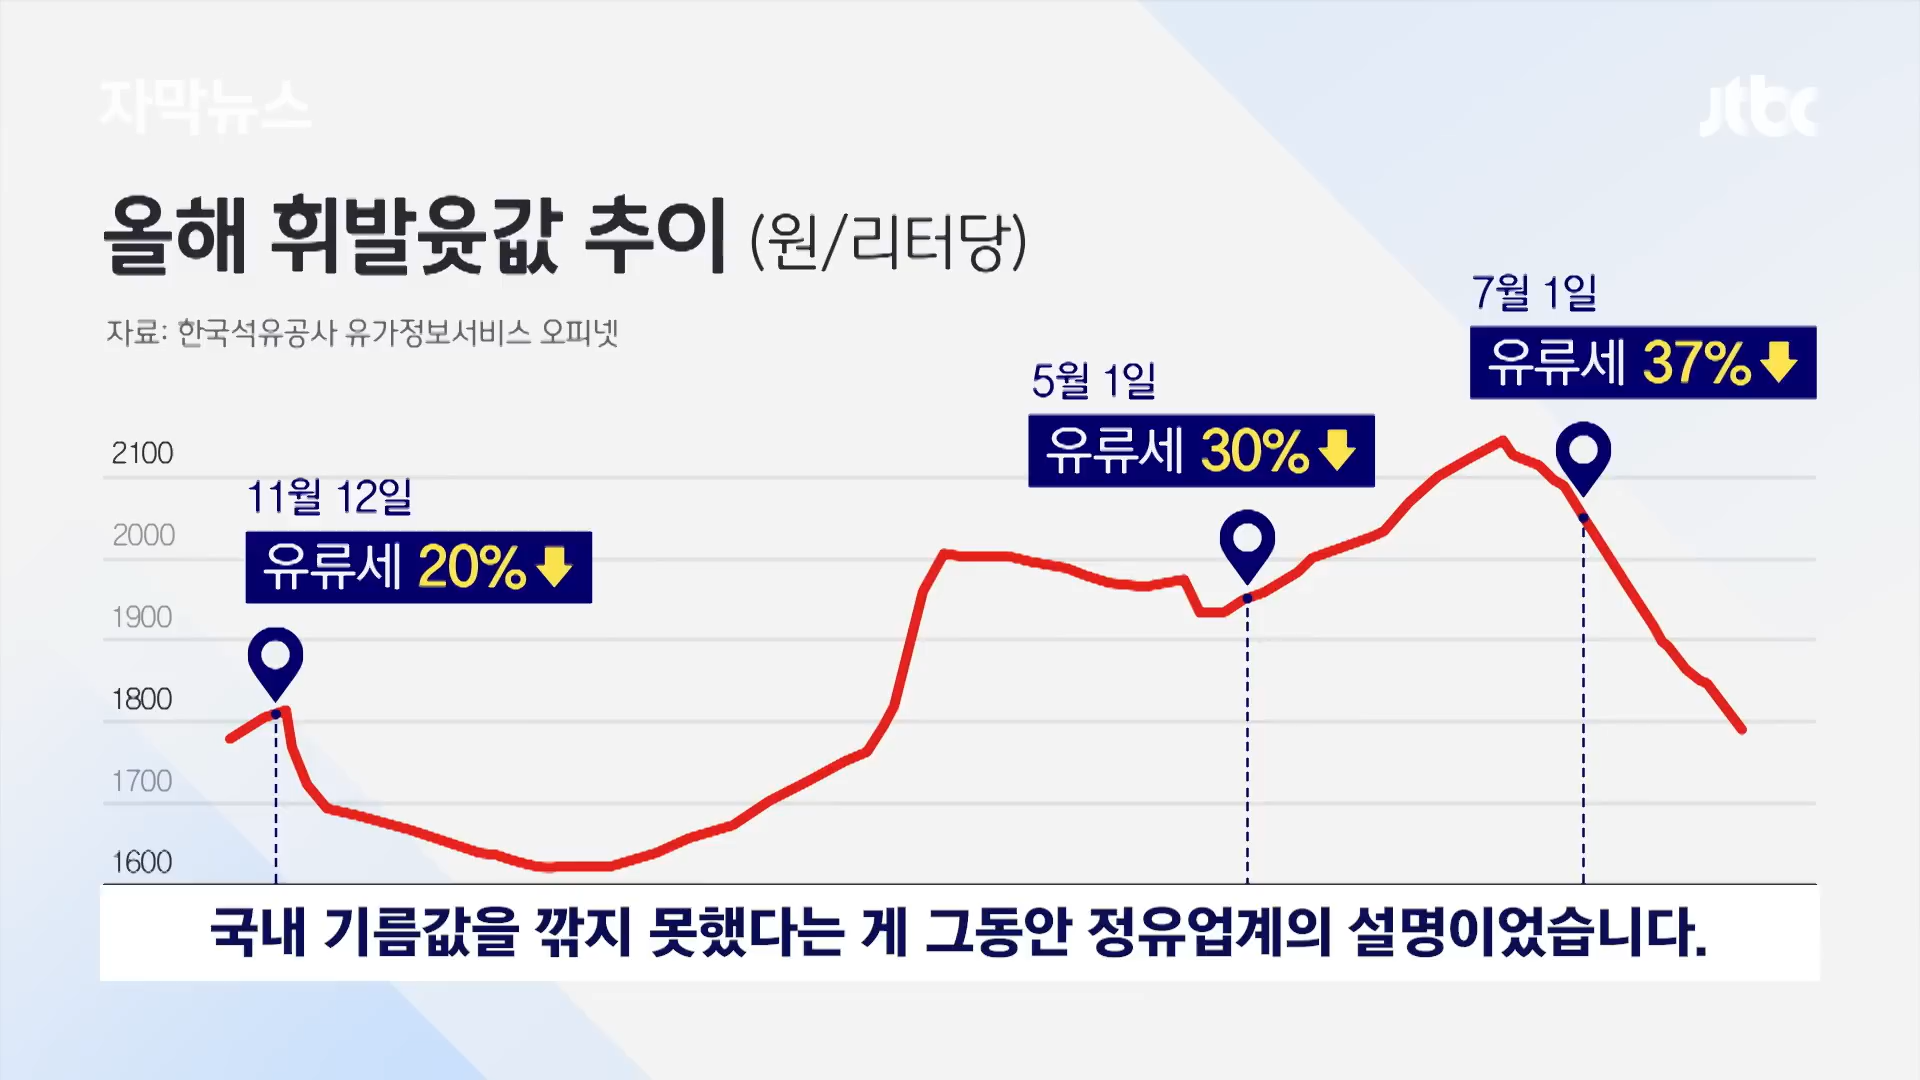 자막뉴스
jtbc
올해 휘발윳값 추이 (원/리터당)
자료: 한국석유공사 유가정보서비스 오피넷
7월 1일
유류세 37%
5월 1일
유류세 30%
11월 12일
유류세 20%
2100
2000
1900
1800
1700
1600
국내 기름값을 깎지 못했다는 게 그동안 정유업계의 설명이었습니다.